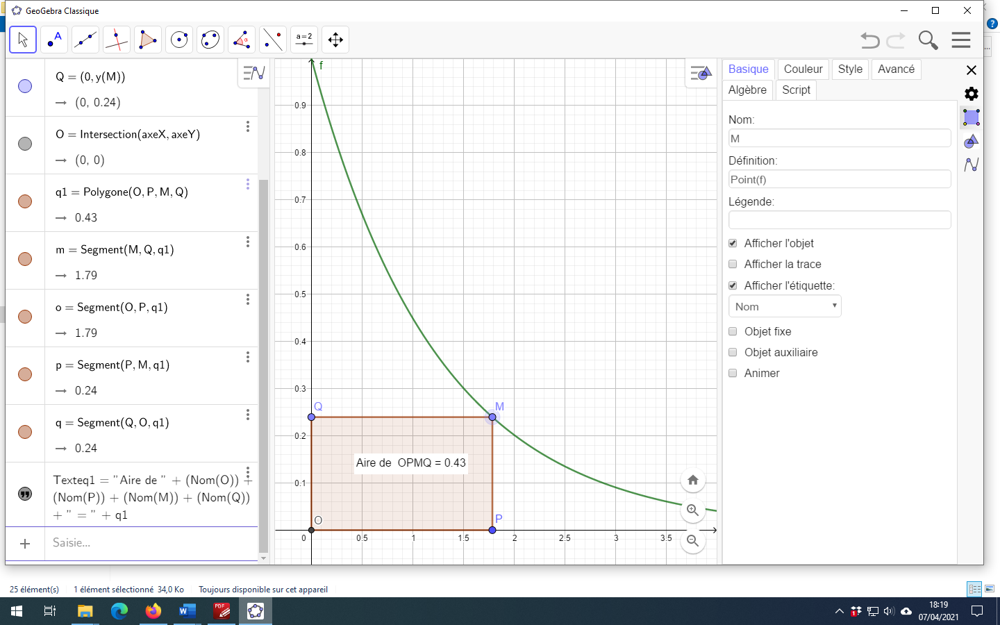 GeoGebra Classique
A
a=2
α
Q = (0, y(M))
→ (0, 0.24)
O = Intersection(axeX, axeY)
→ (0, 0)
q1 = Polygone(O, P, M, Q)
→ 0.43
m = Segment(M, Q, q1)
→ 1.79
o = Segment(O, P, q1)
→ 1.79
p = Segment(P, M, q1)
→ 0.24
q = Segment(Q, O, q1)
→ 0.24
Texteq1 = "Aire de " + (Nom(O)) +
(Nom(P)) + (Nom(M)) + (Nom(Q))
+ " = " + q1
+ Saisie...
f
0.9
0.8
0.7
0.6
0.5
0.4
0.3
0.2
0.1
Q
M
Aire de OPMQ = 0.43
O
P
0 0.5 1 1.5 2 2.5 3 3.5
Basique Couleur Style Avancé
Algèbre Script
Nom:
M
Définition:
Point(f)
Légende:
Afficher l'objet
Afficher la trace
Afficher l'étiquette:
Nom
Objet fixe
Objet auxiliaire
Animer
25 élément(s) 1 élément sélectionné 34,0 Ko Toujours disponible sur cet appareil
PDF
1
18:19
07/04/2021